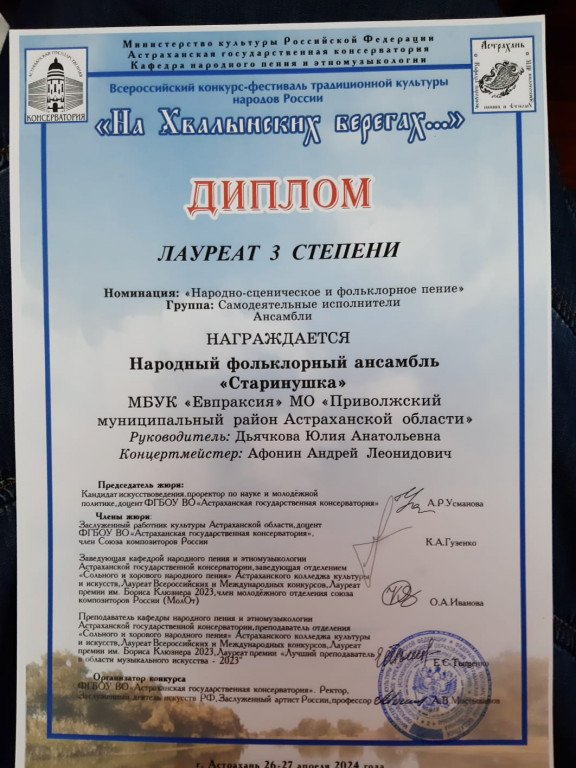 Министерство культуры Российской Федерации
Астраханская государственная консерватория
Кафедра народного пения и этномузыкологии
КОНСЕРВАТОРИЯ
Астрахань
Всероссийский конкурс-фестиваль традиционной культуры
народов России
«На Хвалынских берегах...»
ДИПЛОМ
ЛАУРЕАТ 3 СТЕПЕНИ
Номинация: «Народно-сценическое и фольклорное пение»
Группа: Самодеятельные исполнители
Ансамбли
НАГРАЖДАЕТСЯ
Народный фольклорный ансамбль
«Старинушка»
МБУК «Евпраксия» МО «Приволжский
муниципальный район Астраханской области»
Руководитель: Дьячкова Юлия Анатольевна
Концертмейстер: Афонин Андрей Леонидович
Председатель жюри:
Кандидат искусствоведения, проректор по науке и молодёжной
политике, доцент ФГБОУ ВО «Астраханская государственная консерватория»
А.Р.Усманова
Члены жюри:
Заслуженный работник культуры Астраханской области, доцент
ФГБОУ ВО «Астраханская государственная консерватория»,
член Союза композиторов России
К.А.Гузенко
Заведующая кафедрой народного пения и этномузыкологии
Астраханской государственной консерватории, заведующая отделением
«Сольного и хорового народного пения» Астраханского колледжа культуры
и искусств, Лауреат Всероссийских и Международных конкурсов, Лауреат
премии им. Бориса Клюзнера 2023, член молодёжного отделения союза
композиторов России (МолОт)
О.А.Иванова
Преподаватель кафедры народного пения и этномузыкологии
Астраханской государственной консерватории, преподаватель отделения
«Сольного и хорового народного пения» Астраханского колледжа культуры
и искусств, Лауреат Всероссийских и Международных конкурсов, Лауреат
премии им. Бориса Клюзнера 2023, Лауреат премии «Лучший преподаватель
в области музыкального искусства - 2023"
Е.С.Тыщенко
Организатор конкурса
ФГБОУ ВО «Астраханская государственная консерватория». Ректор,
Заслуженный деятель искусств РФ, Заслуженный артист России, профессор
А.В.Мостыканов
г. Астрахань 26-27 апреля 2024 года